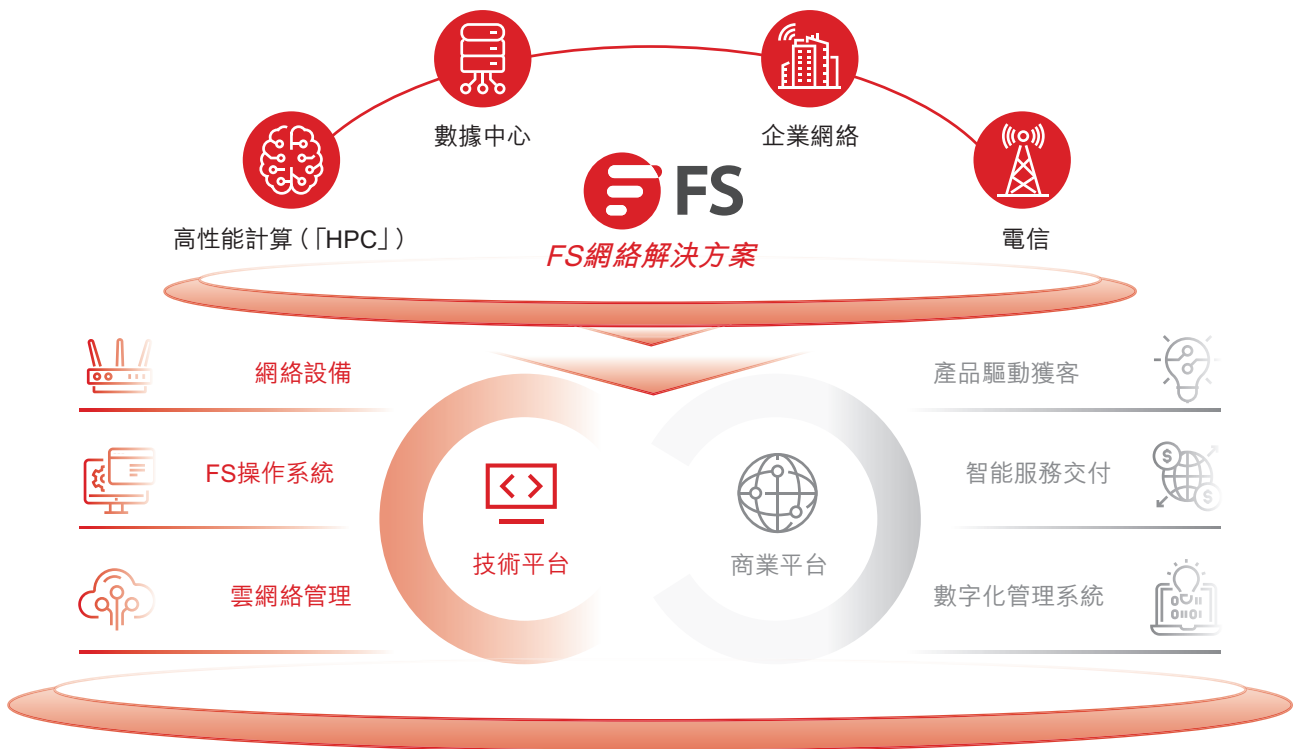 數據中心
企業網絡
高性能計算（「HPC」）
FS
電信
FS網絡解決方案
網絡設備
產品驅動獲客
FS操作系統
智能服務交付
技術平台
商業平台
雲網絡管理
數字化管理系統